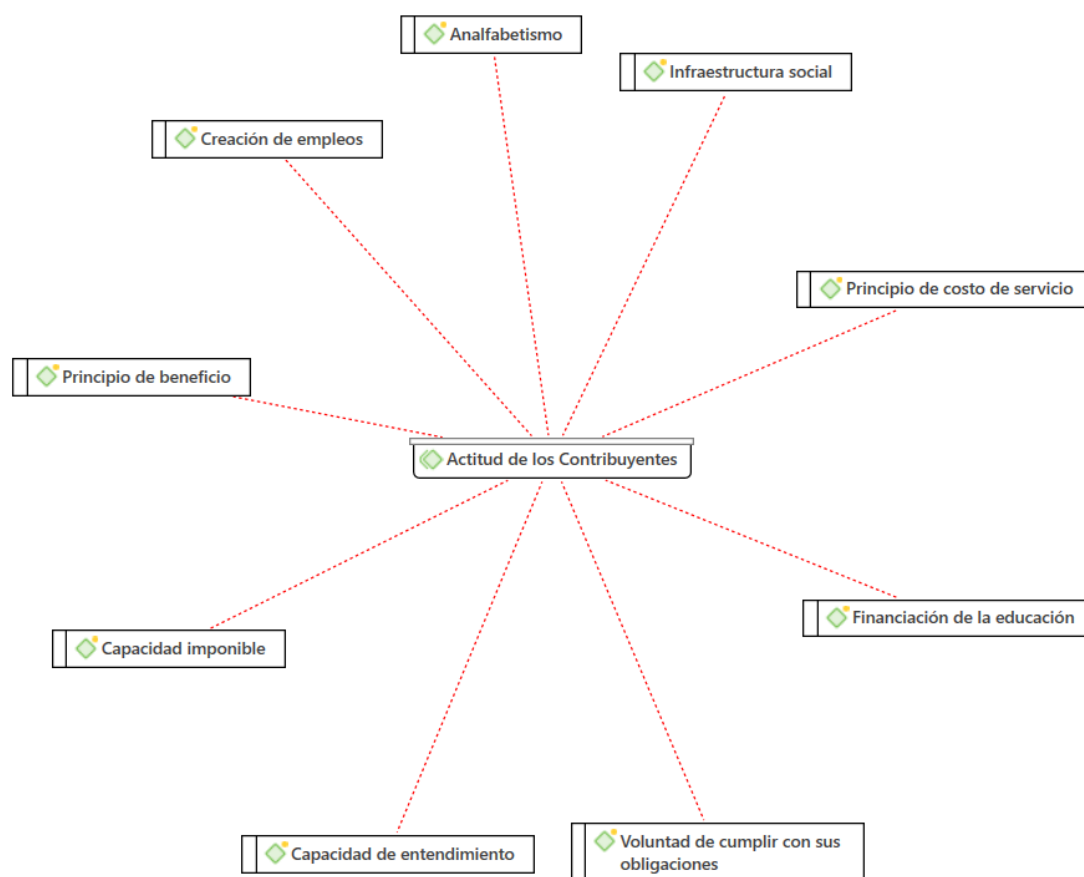 Analfabetismo
Infraestructura social
Creación de empleos
Principio de costo de servicio
Principio de beneficio
Actitud de los Contribuyentes
Financiación de la educación
Capacidad imponible
Capacidad de entendimiento
Voluntad de cumplir con sus
obligaciones